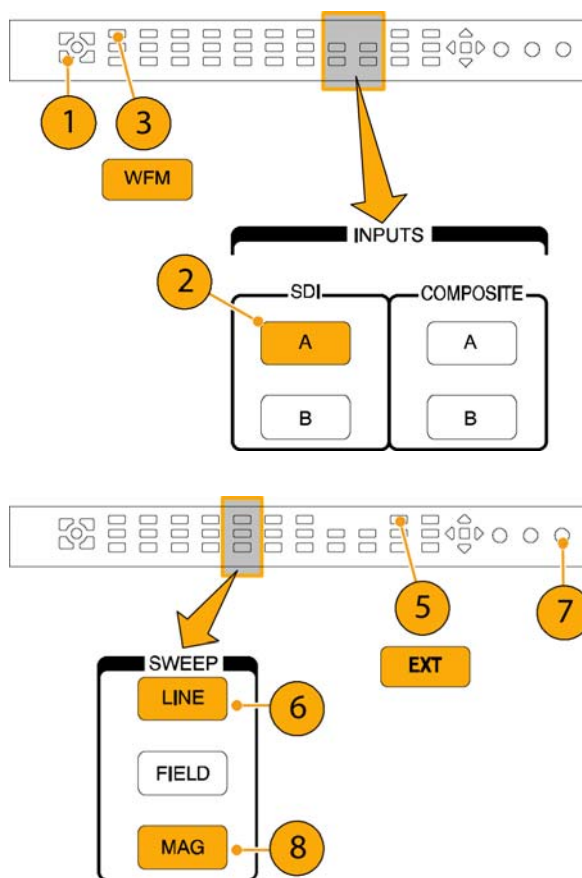 1
3
WFM
INPUTS
2
SDI
COMPOSITE
A
A
B
B
5
7
EXT
SWEEP
LINE
6
FIELD
MAG
8